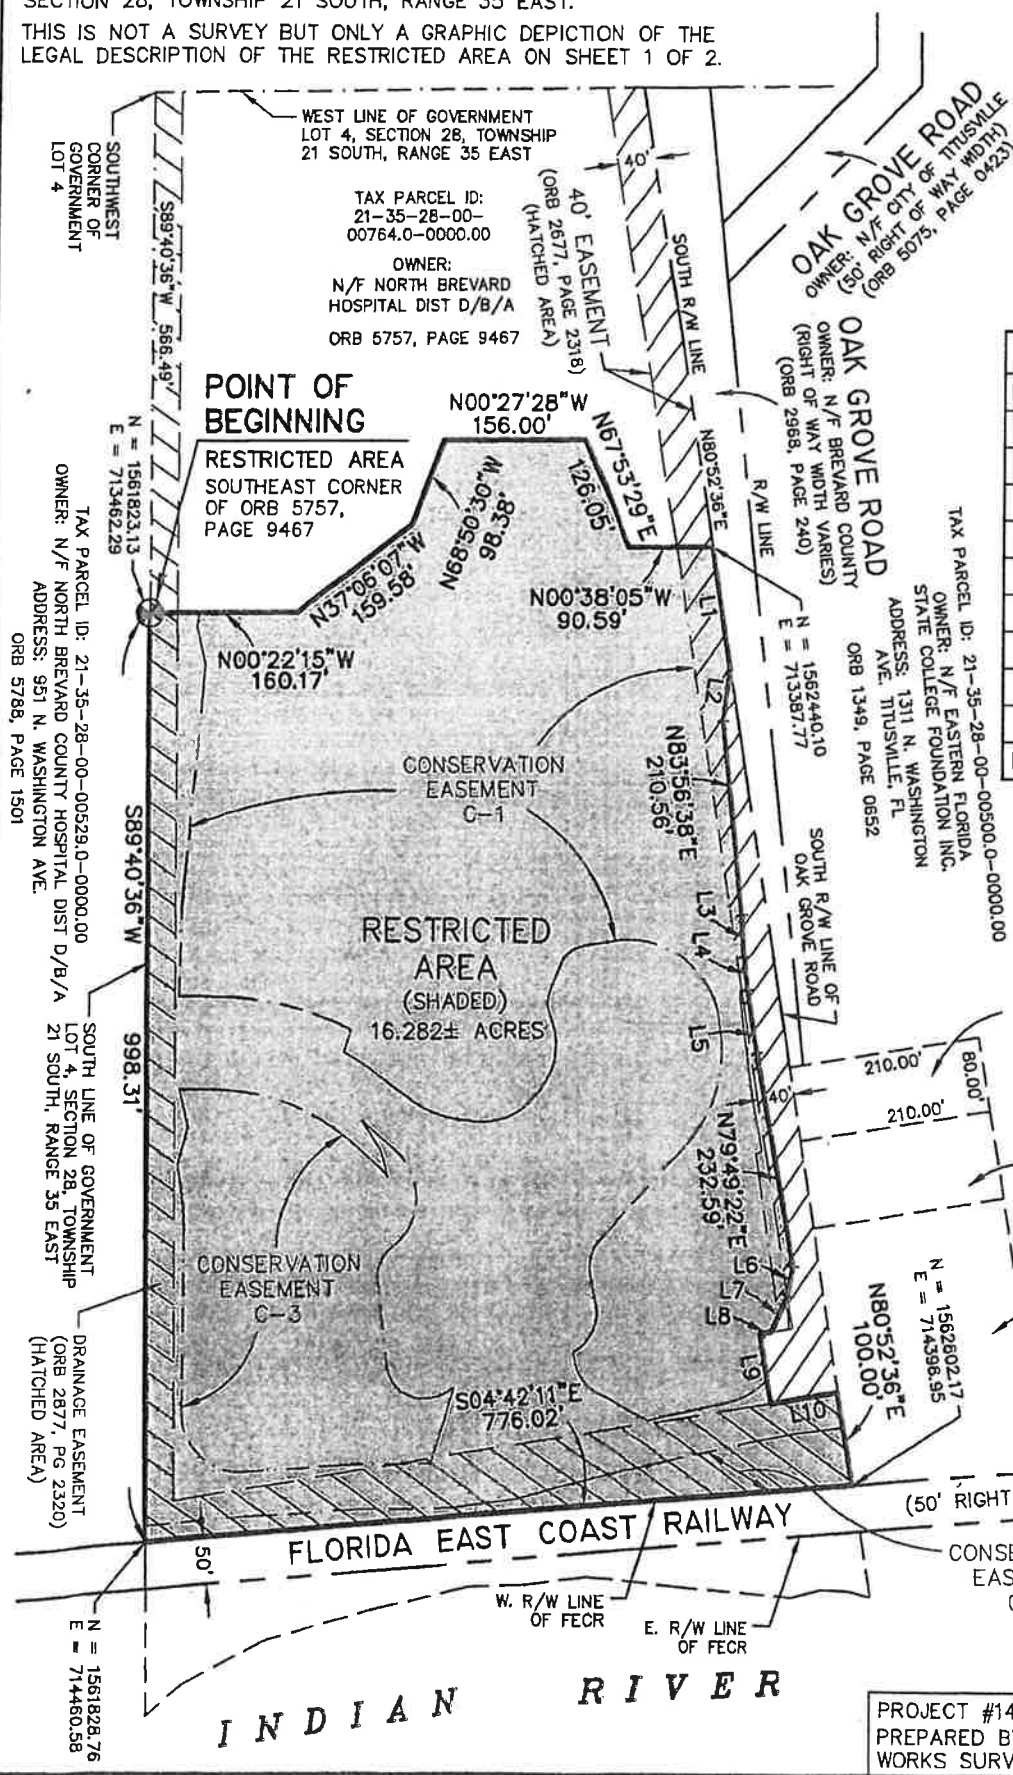 SECTION 28, TOWNSHIP 21 SOUTH, RANGE 35 EAST.
THIS IS NOT A SURVEY BUT ONLY A GRAPHIC DEPICTION OF THE
LEGAL DESCRIPTION OF THE RESTRICTED AREA ON SHEET 1 OF 2.
WEST LINE OF GOVERNMENT
LOT 4, SECTION 28, TOWNSHIP
21 SOUTH, RANGE 35 EAST
SOUTHWEST
CORNER OF
GOVERNMENT
LOT 4
S89°40'36"W 566.49'
TAX PARCEL ID:
21-35-28-00-
00764.0-0000.00
OWNER:
N/F NORTH BREVARD
HOSPITAL DIST D/B/A
ORB 5757, PAGE 9467
40'
40' EASEMENT
(ORB 2677, PAGE 2318)
(HATCHED AREA)
SOUTH R/W LINE
OAK GROVE ROAD
OWNER: N/F CITY OF TITUSVILLE
(50' RIGHT OF WAY WIDTH)
(ORB 5075, PAGE 0423)
OAK GROVE ROAD
OWNER: N/F BREVARD COUNTY
(RIGHT OF WAY WIDTH VARIES)
(ORB 2968, PAGE 240)
R/W LINE
N80°52'36"E
POINT OF
BEGINNING
RESTRICTED AREA
SOUTHEAST CORNER
OF ORB 5757,
PAGE 9467
N = 1561823.13
E = 713462.29
N00°27'28"W
156.00'
N67°53'29"E
126.05'
N68°50'30"W
98.38'
N37°06'07"W
159.58'
N00°38'05"W
90.59'
N00°22'15"W
160.17'
L1
N = 1562440.10
E = 713387.77
TAX PARCEL ID: 21-35-28-00-00500.0-0000.00
OWNER: N/F EASTERN FLORIDA
STATE COLLEGE FOUNDATION INC.
ADDRESS: 1311 N. WASHINGTON
AVE. TITUSVILLE, FL
ORB 1349, PAGE 0652
TAX PARCEL ID: 21-35-28-00-00529.0-0000.00
OWNER: N/F NORTH BREVARD COUNTY HOSPITAL DIST D/B/A
ADDRESS: 951 N. WASHINGTON AVE.
ORB 5788, PAGE 1501
L2
N83°56'38"E
210.56'
CONSERVATION
EASEMENT
C-1
S89°40'36"W 998.31'
RESTRICTED
AREA
(SHADED)
16.282± ACRES
L3
L4
L5
SOUTH R/W LINE OF
OAK GROVE ROAD
210.00'
80.00'
210.00'
40'
N79°49'22"E
232.59'
SOUTH LINE OF GOVERNMENT
LOT 4, SECTION 28, TOWNSHIP
21 SOUTH, RANGE 35 EAST
CONSERVATION
EASEMENT
C-3
L6
L7
L8
L9
L10
N = 1562602.17
E = 714398.95
N80°52'36"E
100.00'
DRAINAGE EASEMENT
(ORB 2877, PG 2320)
(HATCHED AREA)
S04°42'11"E
776.02'
FLORIDA EAST COAST RAILWAY
(50' RIGHT
50'
CONSE
EAS
W. R/W LINE
OF FECR
E. R/W LINE
OF FECR
N = 1561828.76
E = 714460.58
INDIAN RIVER
PROJECT #14
PREPARED B
WORKS SURV